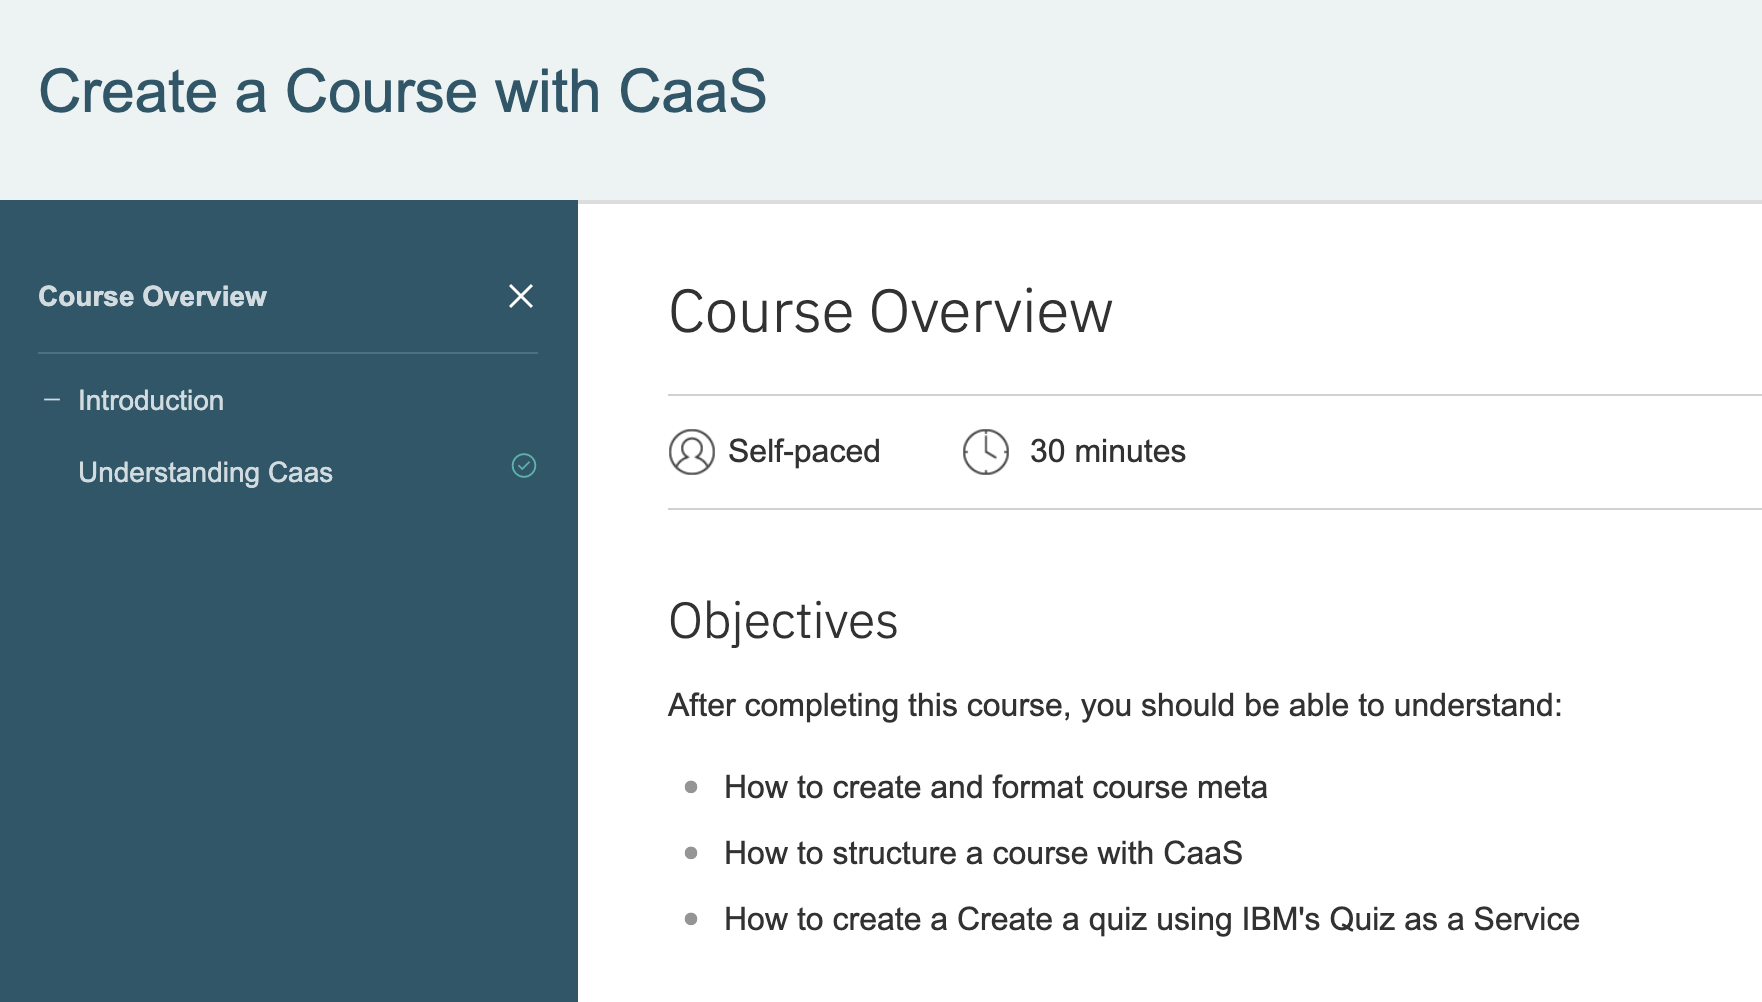 Create a Course with CaaS
Course Overview
Introduction
Understanding Caas
Course Overview
Self-paced
30 minutes
Objectives
After completing this course, you should be able to understand:
How to create and format course meta
How to structure a course with CaaS
How to create a Create a quiz using IBM's Quiz as a Service